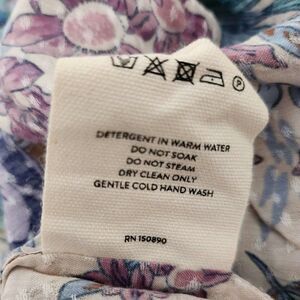 DETERGENT IN WARM WATER
DO NOT SOAK
DO NOT STEAM
DRY CLEAN ONLY
GENTLE COLD HAND WASH
RN 150890